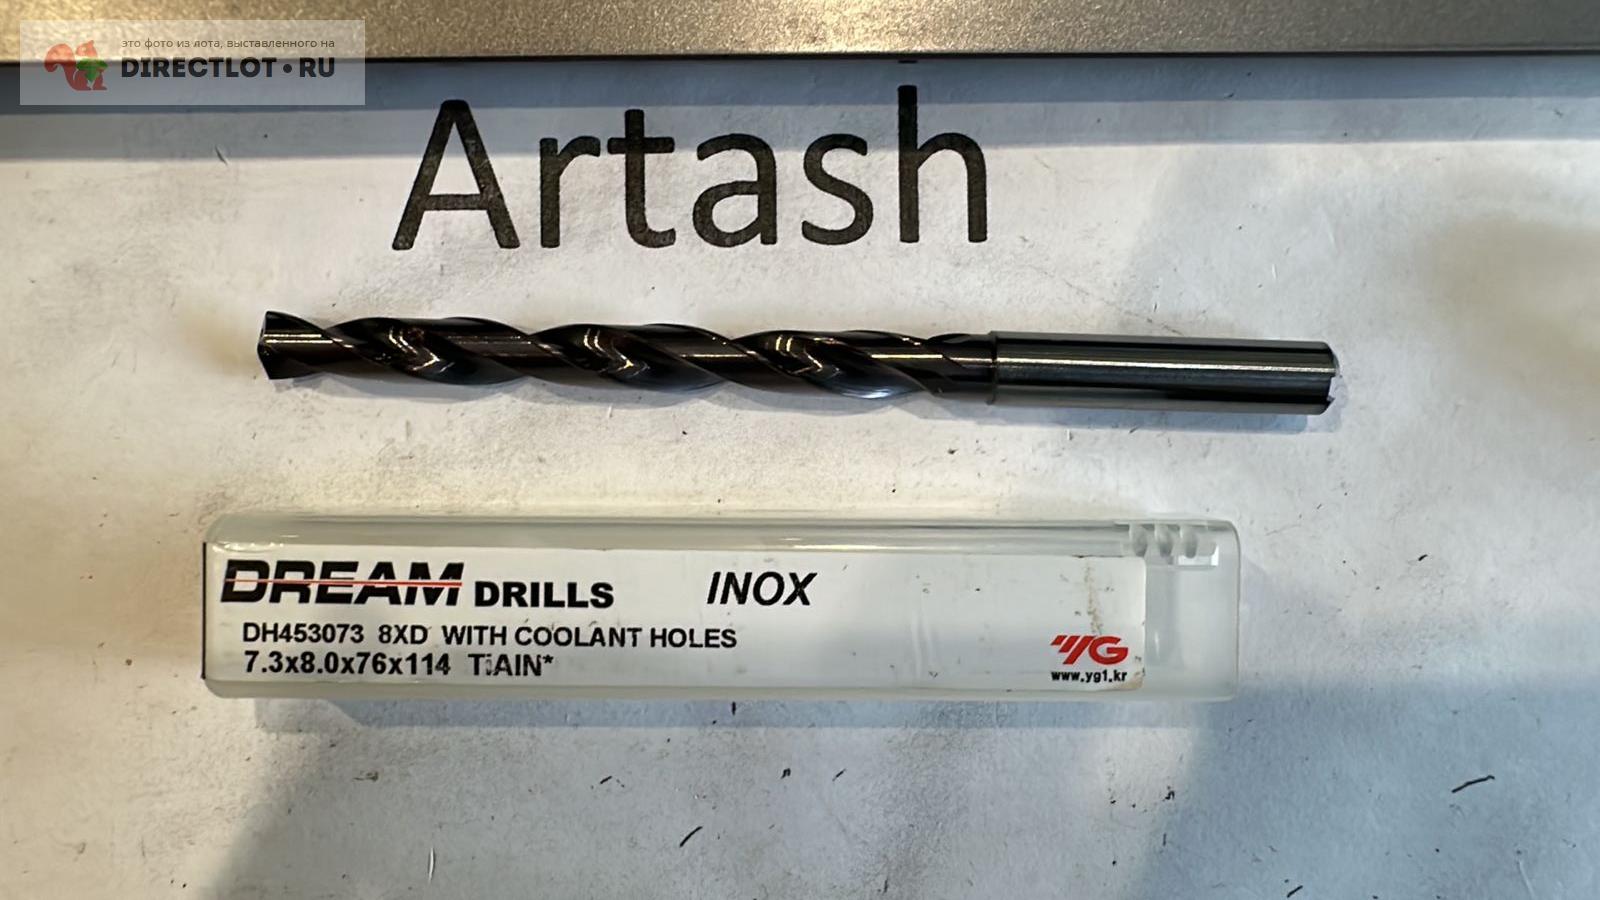 это фото из лота, выставленного на
DIRECTLOT•RU
Artash
DREAM DRILLS INOX
DH453073 8XD WITH COOLANT HOLES
7.3x8.0x76x114 TiAIN*
YG
www.yg1.kr